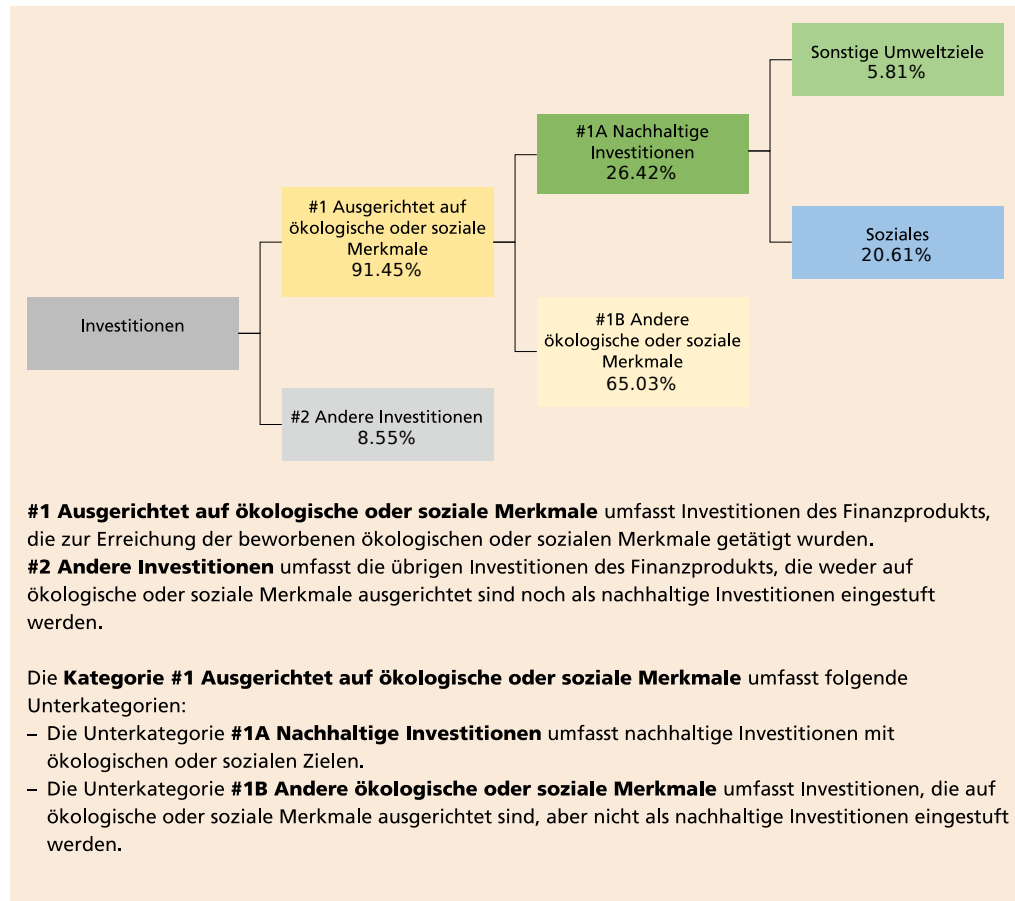 Sonstige Umweltziele
5.81%
#1A Nachhaltige
Investitionen
26.42%
#1 Ausgerichtet auf
ökologische oder soziale
Merkmale
91.45%
Soziales
20.61%
Investitionen
#1B Andere
ökologische oder soziale
Merkmale
65.03%
#2 Andere Investitionen
8.55%
#1 Ausgerichtet auf ökologische oder soziale Merkmale umfasst Investitionen des Finanzprodukts,
die zur Erreichung der beworbenen ökologischen oder sozialen Merkmale getätigt wurden.
#2 Andere Investitionen umfasst die übrigen Investitionen des Finanzprodukts, die weder auf
ökologische oder soziale Merkmale ausgerichtet sind noch als nachhaltige Investitionen eingestuft
werden.
Die Kategorie #1 Ausgerichtet auf ökologische oder soziale Merkmale umfasst folgende
Unterkategorien:
– Die Unterkategorie #1A Nachhaltige Investitionen umfasst nachhaltige Investitionen mit
ökologischen oder sozialen Zielen.
– Die Unterkategorie #1B Andere ökologische oder soziale Merkmale umfasst Investitionen, die auf
ökologische oder soziale Merkmale ausgerichtet sind, aber nicht als nachhaltige Investitionen eingestuft
werden.